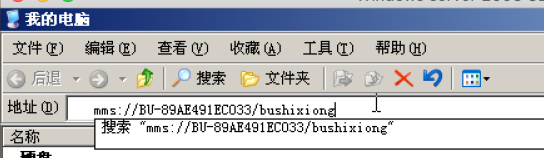 我的电脑
文件(F) 编辑(E) 查看(V) 收藏(A) 工具(T) 帮助(H)
后退 搜索 文件夹
地址(D) mms://BU-89AE491EC033/bushixiong
搜索 "mms://BU-89AE491EC033/bushixiong"
名称